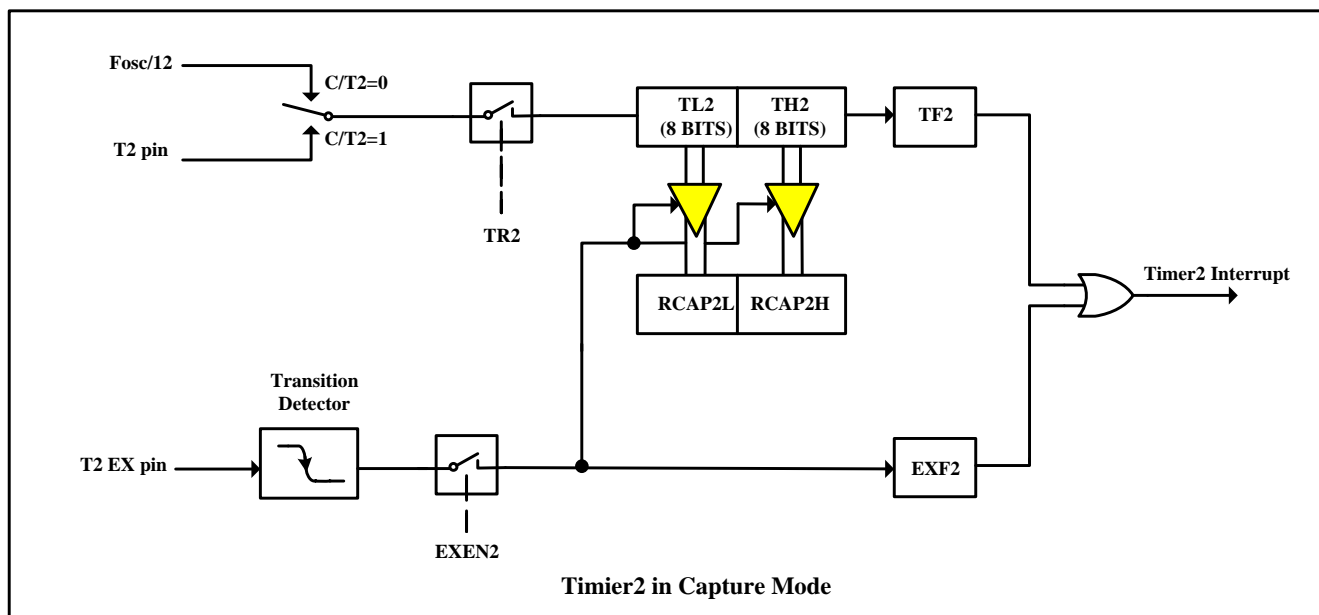 Fosc/12
C/T2=0
C/T2=1
T2 pin
TR2
TL2
(8 BITS)
TH2
(8 BITS)
TF2
RCAP2L
RCAP2H
Timer2 Interrupt
Transition
Detector
T2 EX pin
EXEN2
EXF2
Timier2 in Capture Mode